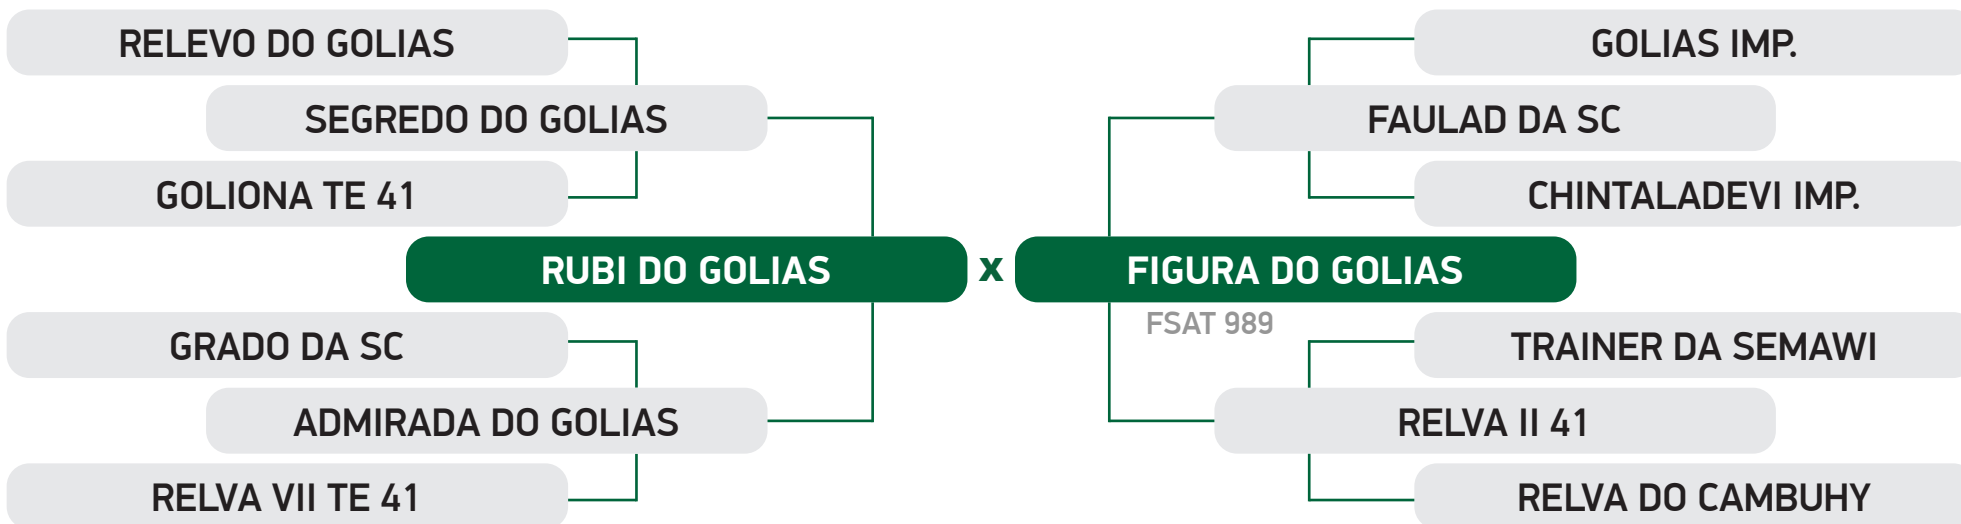 RELEVO DO GOLIAS
GOLIAS IMP.
SEGREDO DO GOLIAS
FAULAD DA SC
GOLIONA TE 41
CHINTALADEVI IMP.
RUBI DO GOLIAS x FIGURA DO GOLIAS
FSAT 989
GRADO DA SC
TRAINER DA SEMAWI
ADMIRADA DO GOLIAS
RELVA II 41
RELVA VII TE 41
RELVA DO CAMBUHY